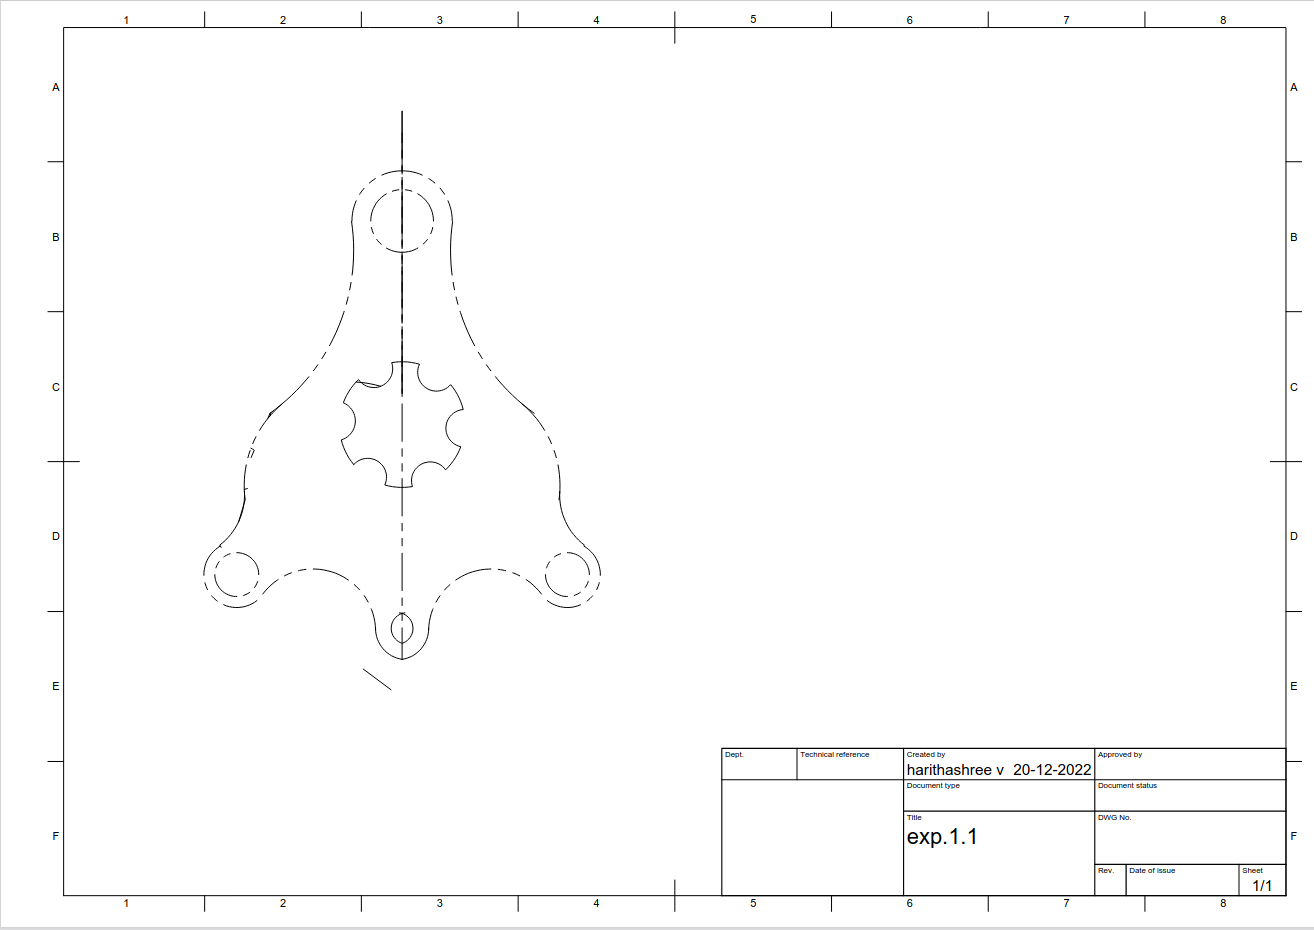 1 2 3 4 5 6 7 8
A A
B B
C C
D D
E E
Dept. Technical reference Created by Approved by
harithashree v 20-12-2022
Document type Document status
Title DWG No.
exp.1.1
F F
Rev. Date of issue Sheet
1/1
1 2 3 4 5 6 7 8